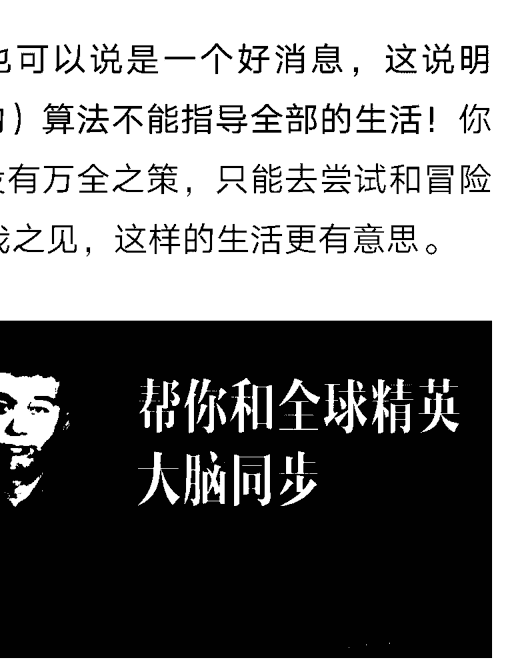 也可以说是一个好消息，这说明
）算法不能指导全部的生活！你
没有万全之策，只能去尝试和冒险
我之见，这样的生活更有意思。
帮你和全球精英
大脑同步